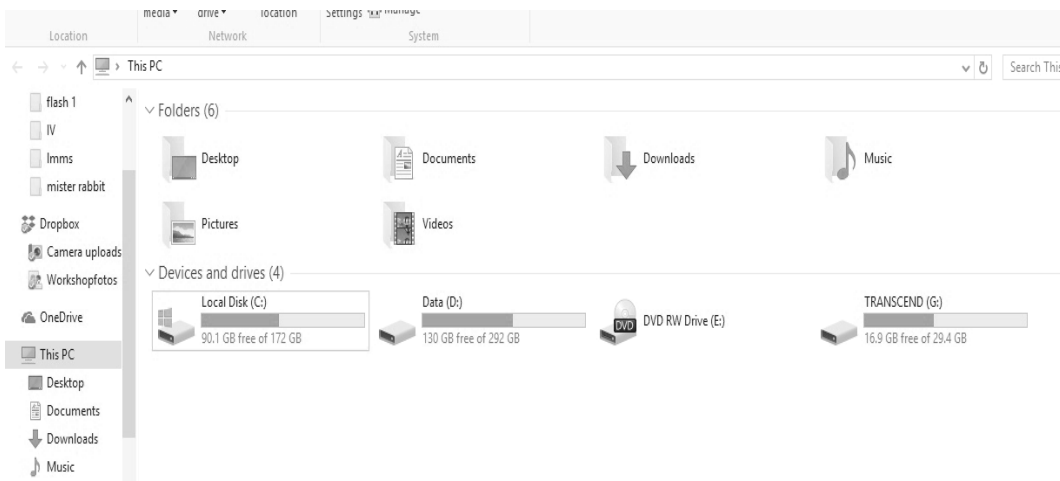 media drive location Settings Manage
Location Network System
This PC
Search This
flash 1
IV
lmms
mister rabbit
Dropbox
Camera uploads
Workshopfotos
OneDrive
This PC
Desktop
Documents
Downloads
Music
Folders (6)
Desktop Documents Downloads Music
Pictures Videos
Devices and drives (4)
Local Disk (C:)
90.1 GB free of 172 GB
Data (D:)
130 GB free of 292 GB
DVD RW Drive (E:)
DVD
TRANSCEND (G:)
16.9 GB free of 29.4 GB